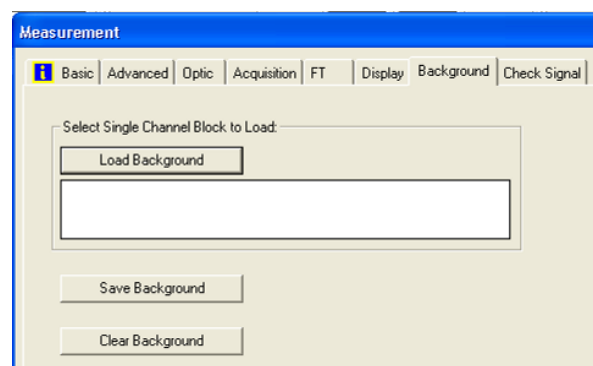 Measurement
i Basic Advanced Optic Acquisition FT Display Background Check Signal
Select Single Channel Block to Load:
Load Background
Save Background
Clear Background